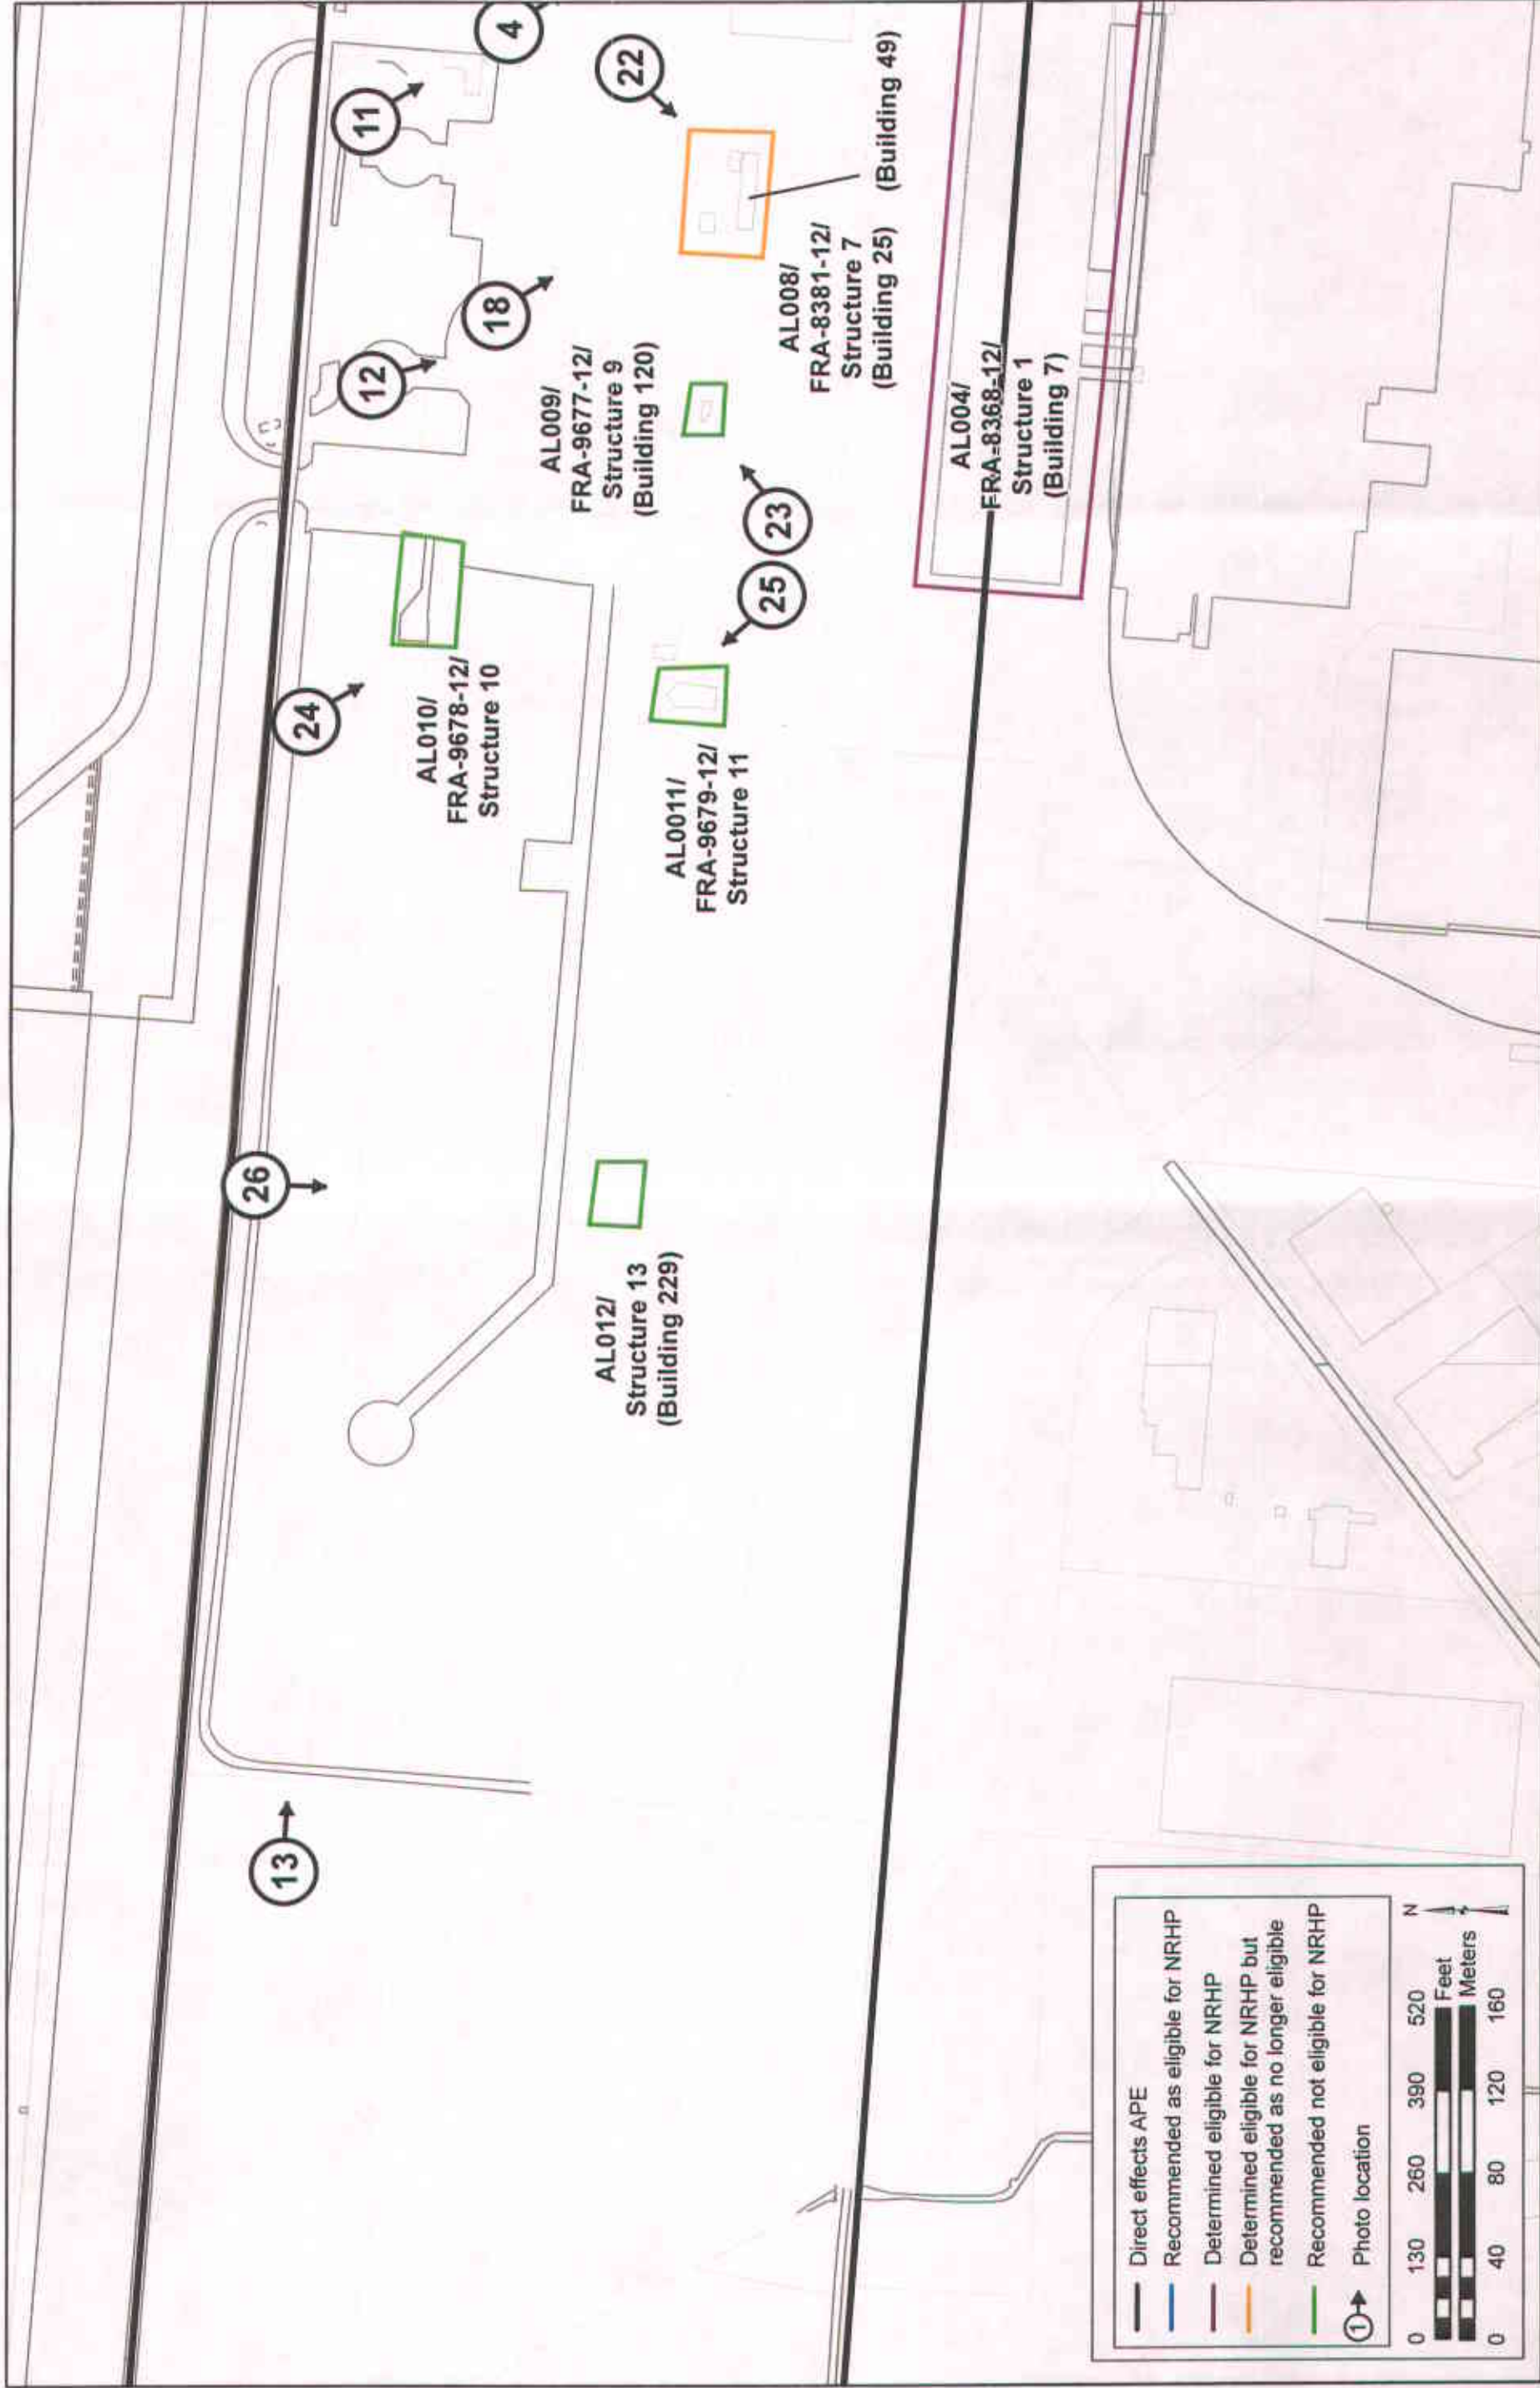 13
26
24
12
11
4
18
22
25
23
AL012/
Structure 13
(Building 229)
AL0011/
FRA-9679-12/
Structure 11
AL010/
FRA-9678-12/
Structure 10
AL009/
FRA-9677-12/
Structure 9
(Building 120)
AL008/
FRA-8381-12/
Structure 7
(Building 25)
(Building 49)
AL004/
FRA-8368-12/
Structure 1
(Building 7)
Direct effects APE
Recommended as eligible for NRHP
Determined eligible for NRHP
Determined eligible for NRHP but
recommended as no longer eligible
Recommended not eligible for NRHP
1 Photo location
0 130 260 390 520
Feet
Meters
0 40 80 120 160
N